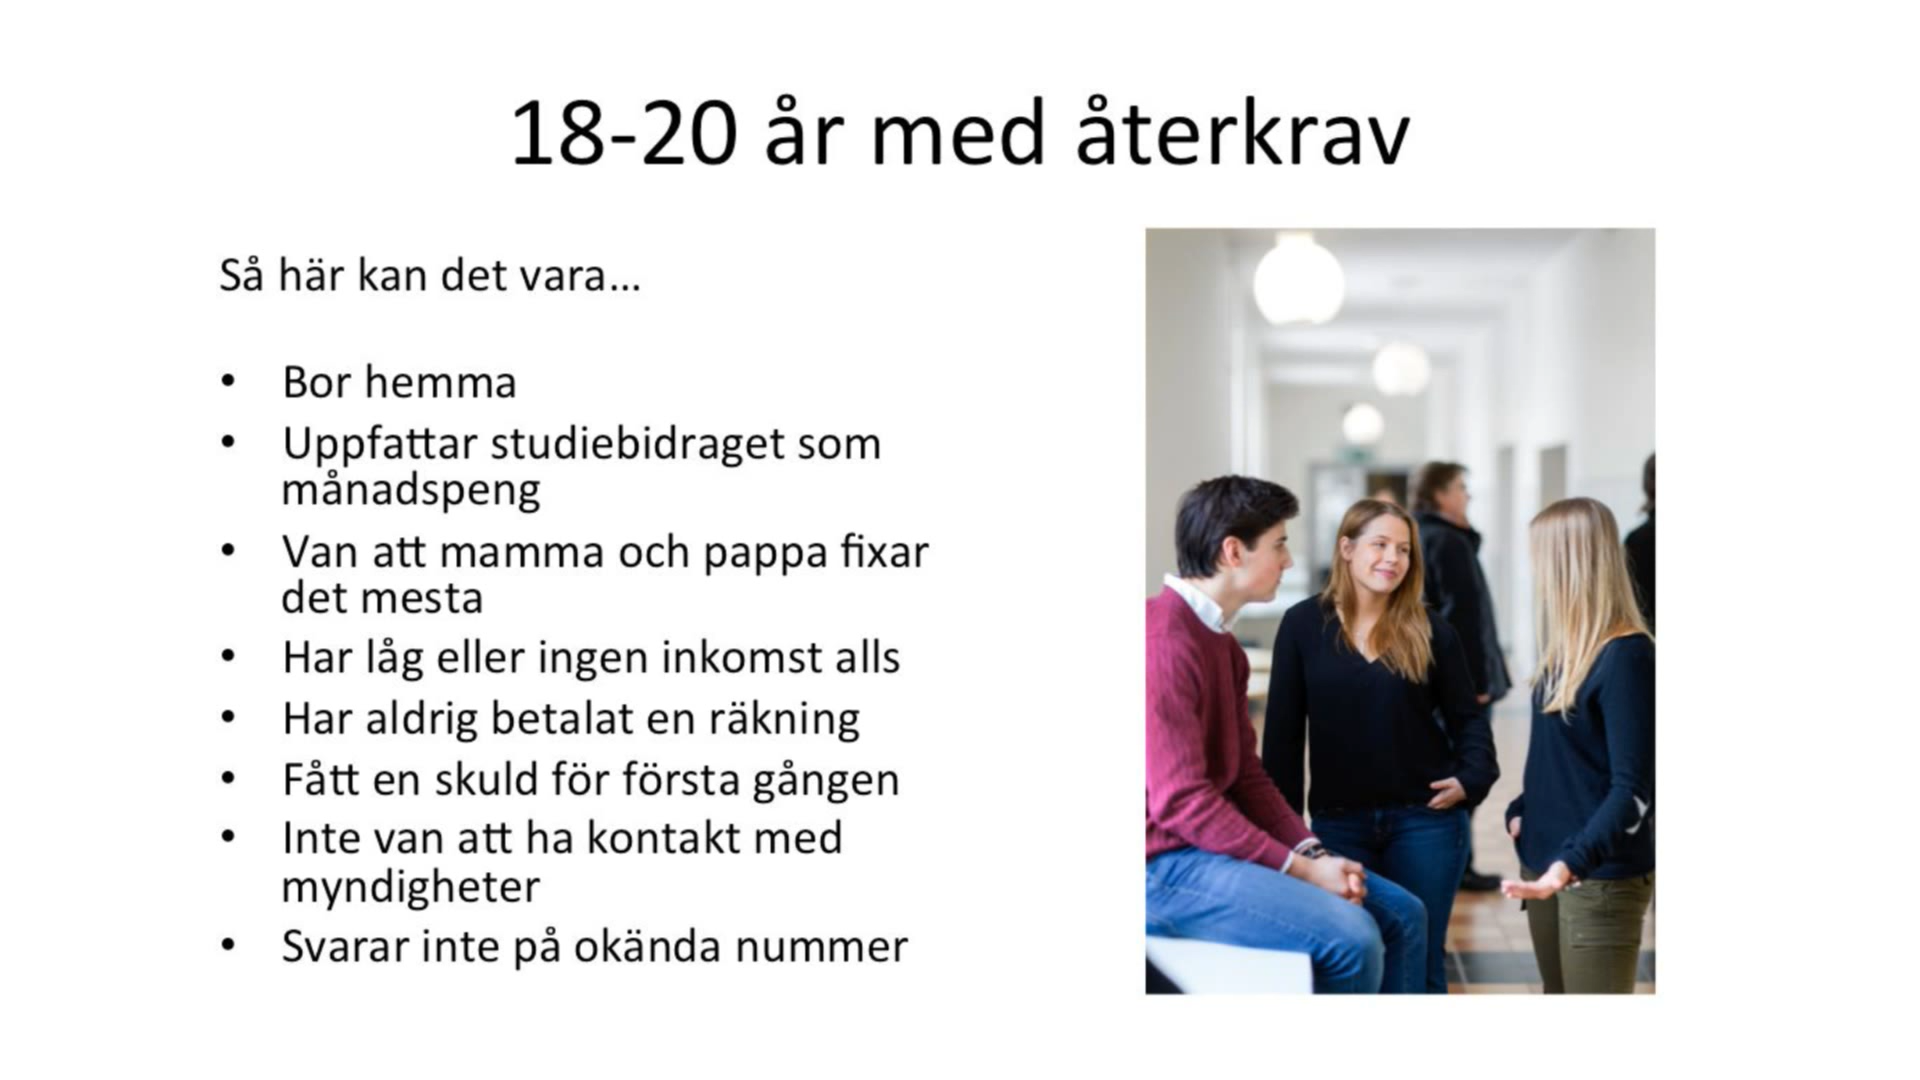 18-20 år med återkrav
Så här kan det vara...
• Bor hemma
• Uppfattar studiebidraget som
månadspeng
• Van att mamma och pappa fixar
det mesta
• Har låg eller ingen inkomst alls
• Har aldrig betalat en räkning
• Fått en skuld för första gången
• Inte van att ha kontakt med
myndigheter
• Svarar inte på okända nummer